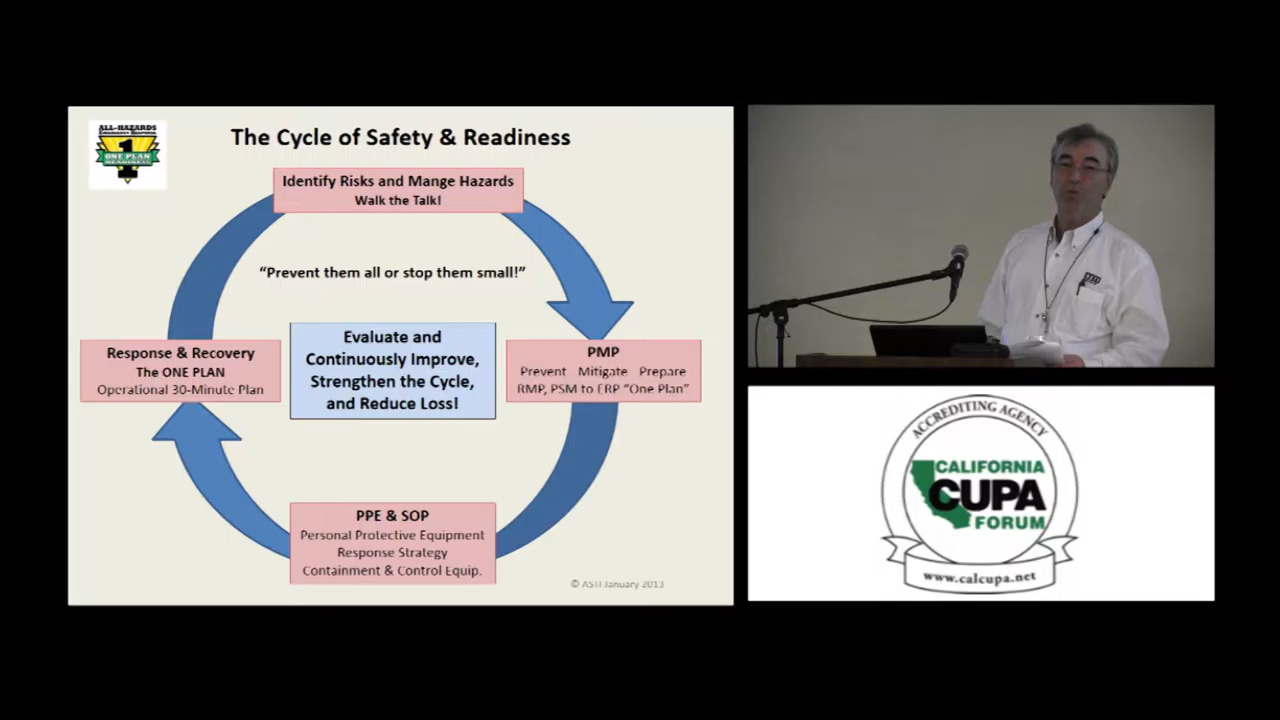 ALL-HAZARDS
1
ONE PLAN
READINESS
The Cycle of Safety & Readiness
Identify Risks and Mange Hazards
Walk the Talk!
“Prevent them all or stop them small!”
Response & Recovery
The ONE PLAN
Operational 30-Minute Plan
Evaluate and
Continuously Improve,
Strengthen the Cycle,
and Reduce Loss!
PMP
Prevent Mitigate Prepare
RMP, PSM to ERP “One Plan”
PPE & SOP
Personal Protective Equipment
Response Strategy
Containment & Control Equip.
© ASTI January 2013
ACCREDITING AGENCY
CALIFORNIA
CUPA
FORUM
www.calcupa.net